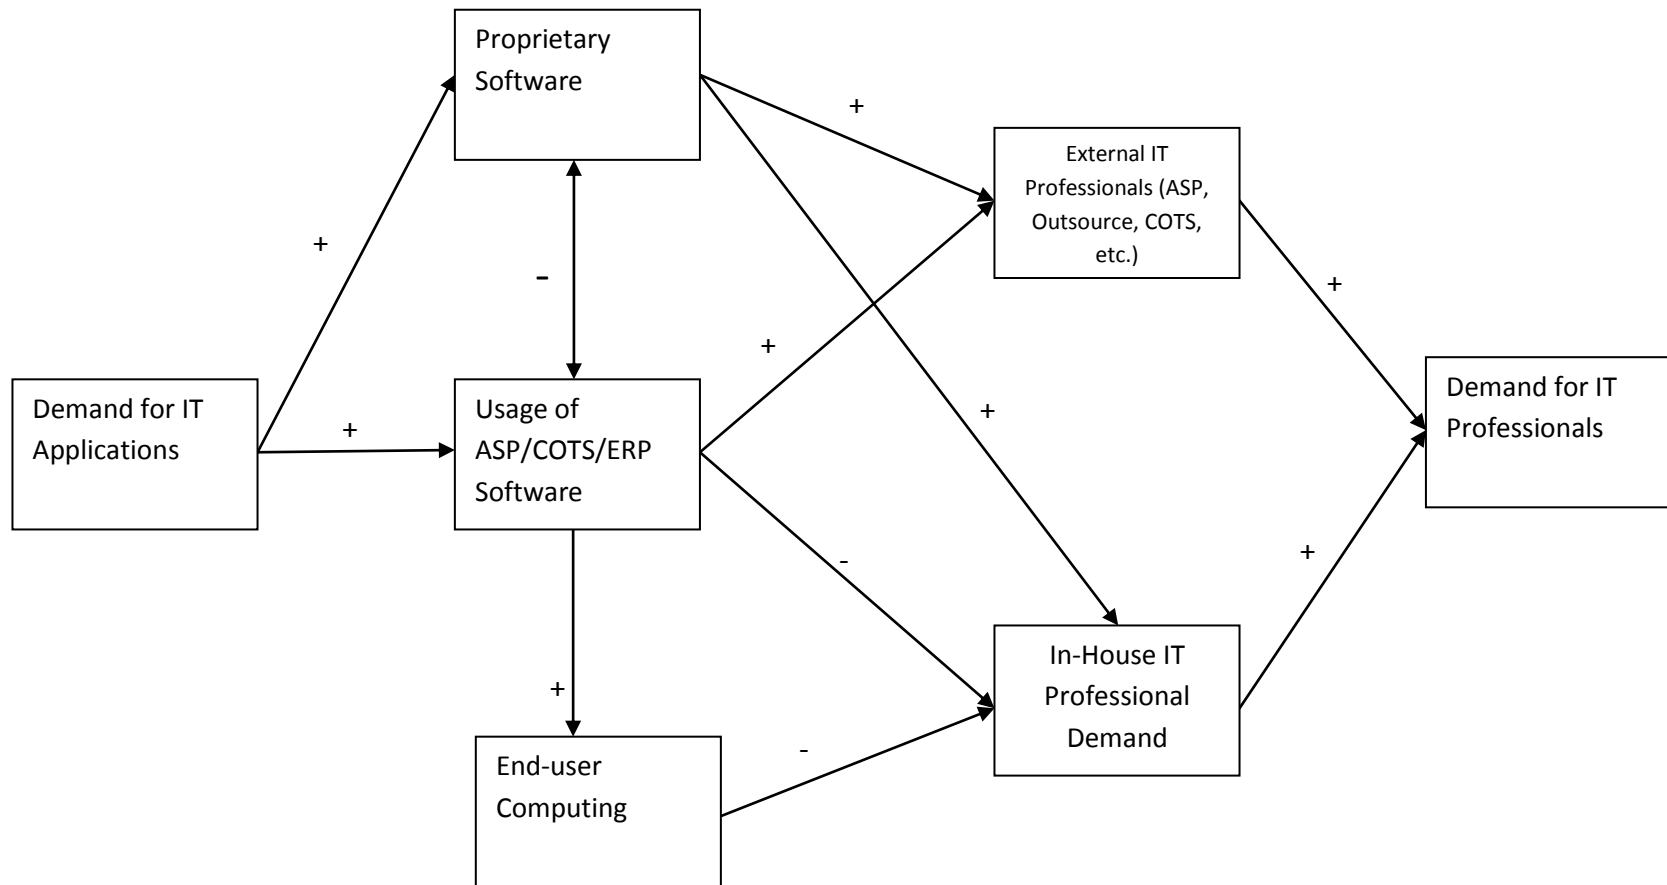 Proprietary
Software
+
External IT
Professionals (ASP,
Outsource, COTS,
etc.)
+
-
+
+
Demand for IT
Applications
+
Usage of
ASP/COTS/ERP
Software
+
Demand for IT
Professionals
-
+
In-House IT
Professional
Demand
+
-
End-user
Computing